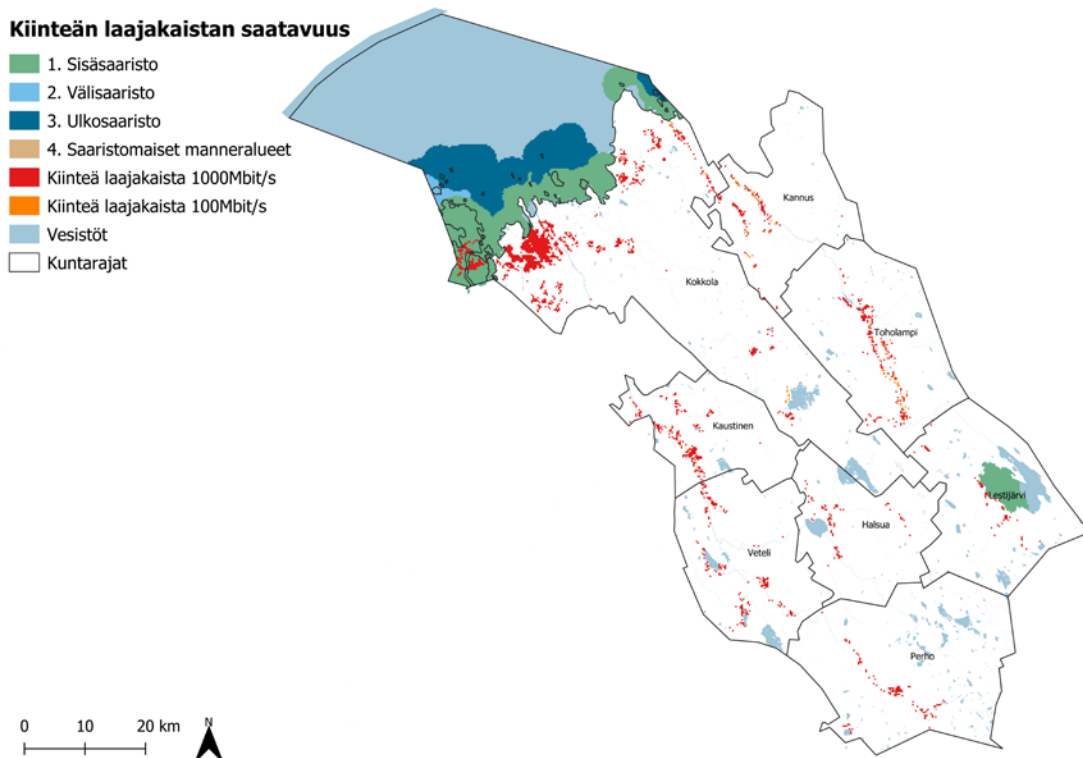 Kiinteän laajakaistan saatavuus
1. Sisäsaaristo
2. Välisaaristo
3. Ulkosaaristo
4. Saaristomaiset manneralueet
Kiinteä laajakaista 1000Mbit/s
Kiinteä laajakaista 100Mbit/s
Vesistöt
Kuntarajat
Kannus
Kokkola
Toholampi
Kaustinen
Lestijärvi
Halsua
Veteli
Perho
0 10 20 km
N